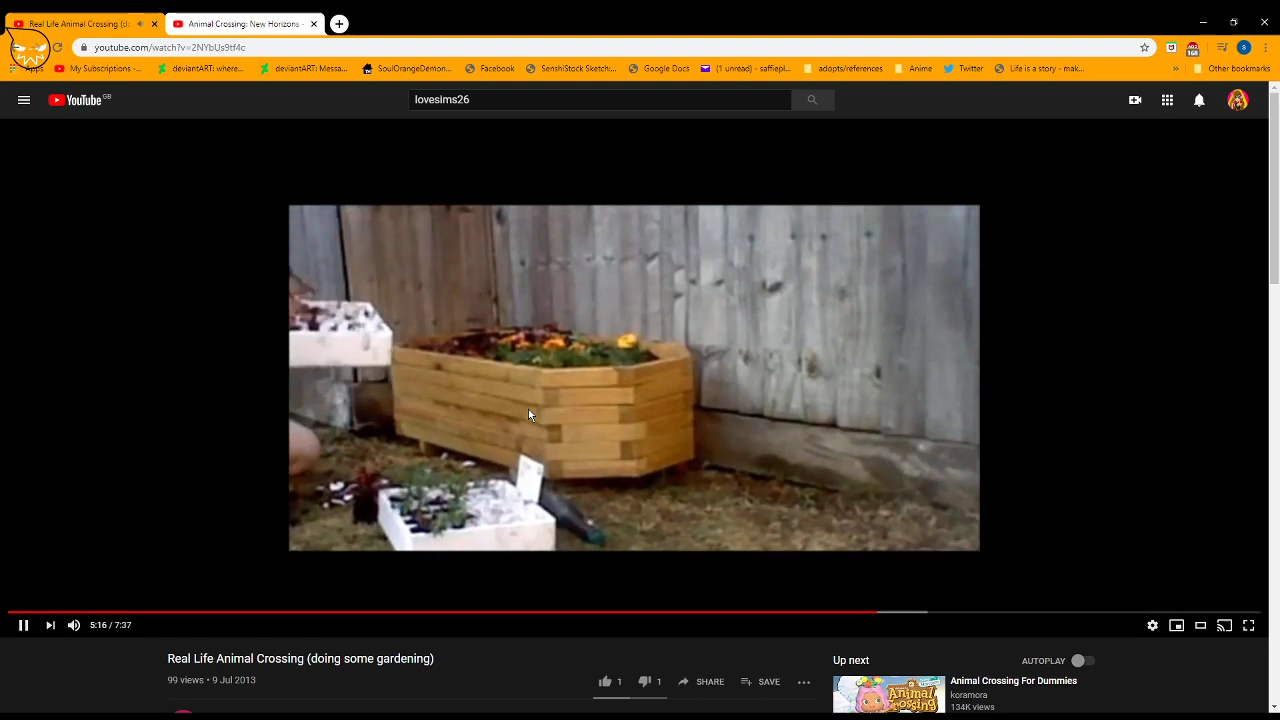 Real Life Animal Crossing (d
Animal Crossing: New Horizons -
youtube.com/watch?v=2NYbUs9tf4c
Apps
My Subscriptions -...
deviantART: where...
deviantART: Messa...
SoulOrangeDemon...
Facebook
SenshiStock Sketch:...
Google Docs
(1 unread) - saffiepl...
adopts/references
Anime
Twitter
Life is a story - mak...
»
Other bookmarks
YouTube GB
lovesims26
5:16 / 7:37
Real Life Animal Crossing (doing some gardening)
99 views • 9 Jul 2013
1
1
SHARE
SAVE
Up next
AUTOPLAY
Animal Crossing
Animal Crossing For Dummies
koramora
134K views